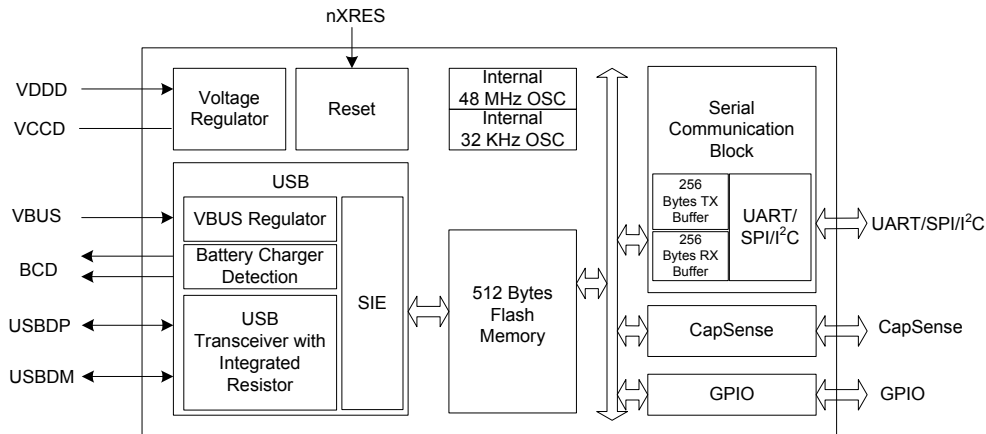 nXRES
VDDD
VCCD
Voltage
Regulator
Reset
Internal
48 MHz OSC
Internal
32 KHz OSC
Serial
Communication
Block
256
Bytes TX
Buffer
256
Bytes RX
Buffer
UART/
SPI/I²C
UART/SPI/I²C
USB
VBUS
VBUS Regulator
BCD
Battery Charger
Detection
USBDP
USBDM
USB
Transceiver with
Integrated
Resistor
SIE
512 Bytes
Flash
Memory
CapSense
CapSense
GPIO
GPIO